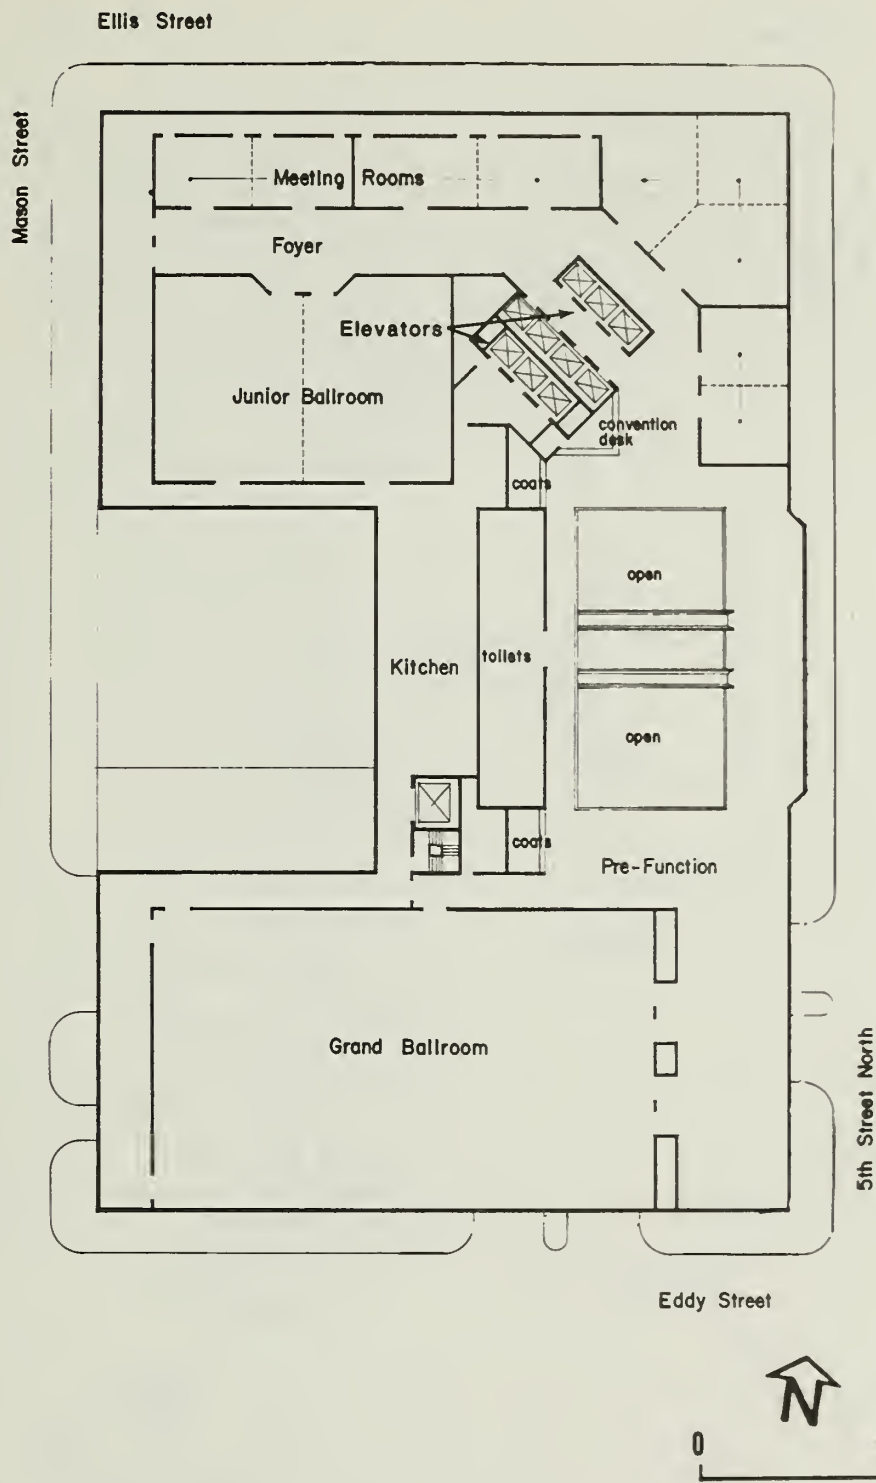 Ellis Street
Mason Street
Meeting Rooms
Foyer
Elevators
Junior Ballroom
convention
desk
coats
open
Kitchen
toilets
open
coats
Pre-Function
Grand Ballroom
5th Street North
Eddy Street
N
0